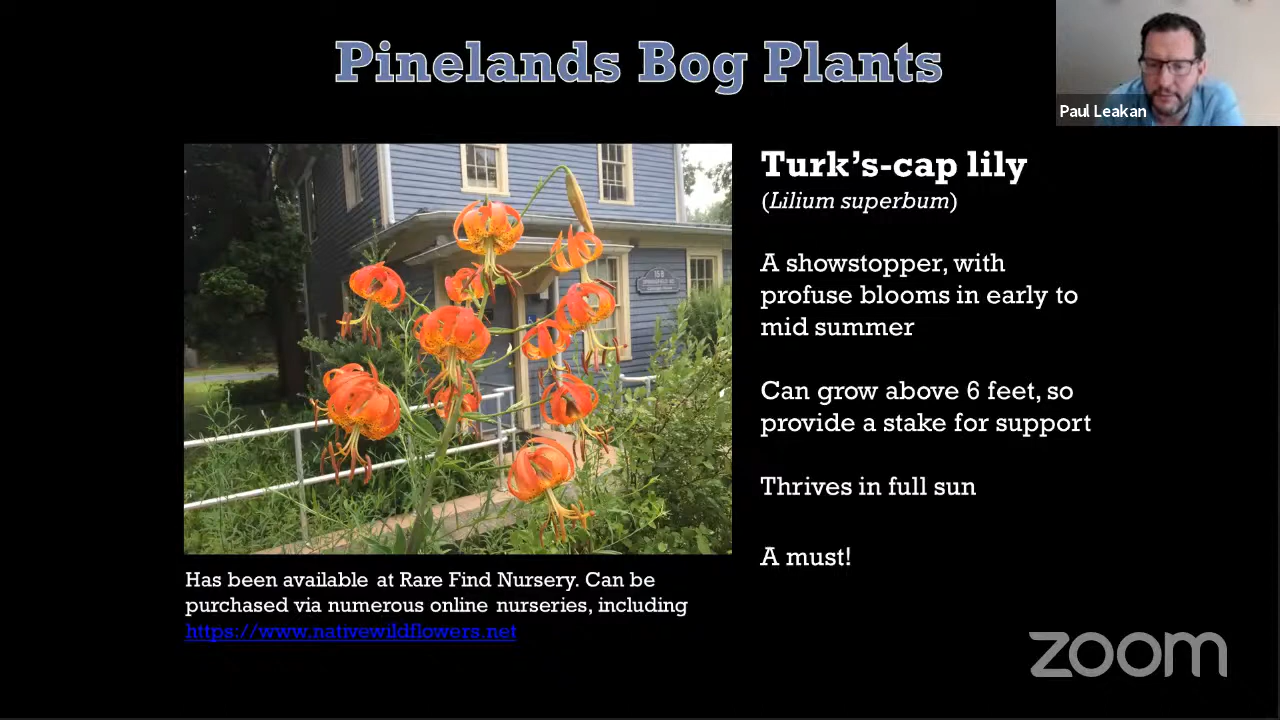 Pinelands Bog Plants
Paul Leakan
Turk's-cap lily
(Lilium superbum)
A showstopper, with
profuse blooms in early to
mid summer
Can grow above 6 feet, so
provide a stake for support
Thrives in full sun
A must!
158
Has been available at Rare Find Nursery. Can be
purchased via numerous online nurseries, including
https://www.nativewildflowers.net
zoom